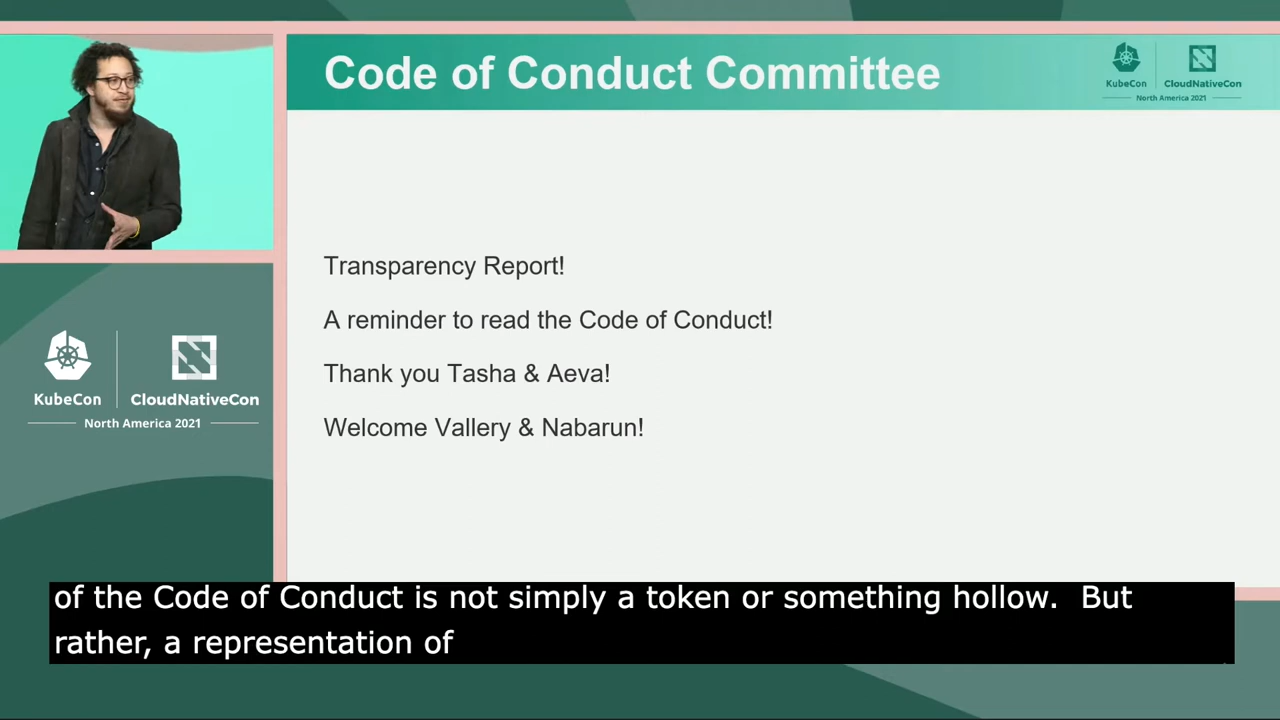 Code of Conduct Committee
KubeCon CloudNativeCon
North America 2021
Transparency Report!
A reminder to read the Code of Conduct!
Thank you Tasha & Aeva!
Welcome Vallery & Nabarun!
KubeCon CloudNativeCon
North America 2021
of the Code of Conduct is not simply a token or something hollow.  But
rather, a representation of